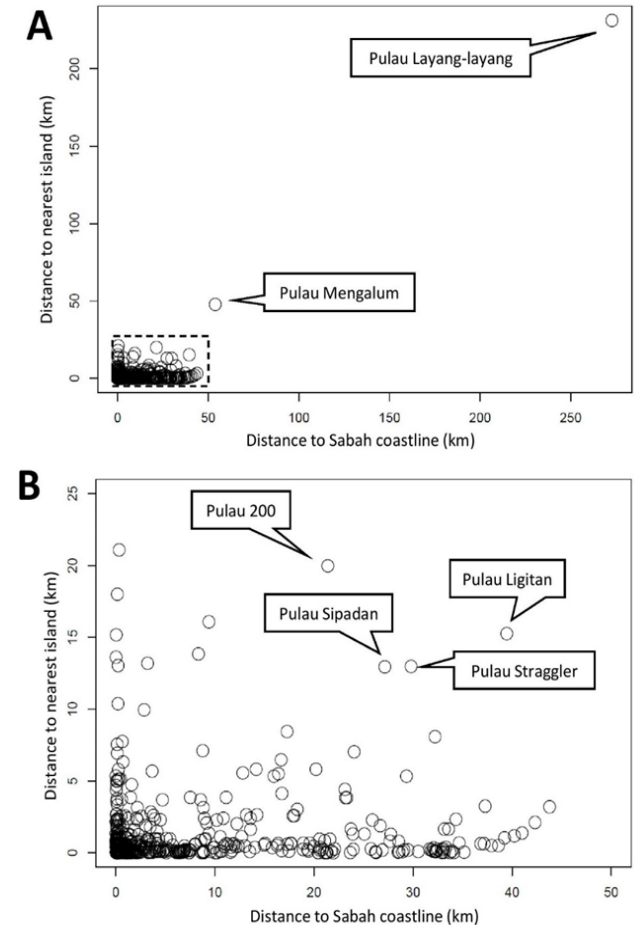 A
Pulau Layang-layang
Pulau Mengalum
Distance to nearest island (km)
0
50
100
150
200
0
50
100
150
200
250
Distance to Sabah coastline (km)
B
Pulau 200
Pulau Ligitan
Pulau Sipadan
Pulau Straggler
Distance to nearest island (km)
0
5
10
15
20
25
0
10
20
30
40
50
Distance to Sabah coastline (km)